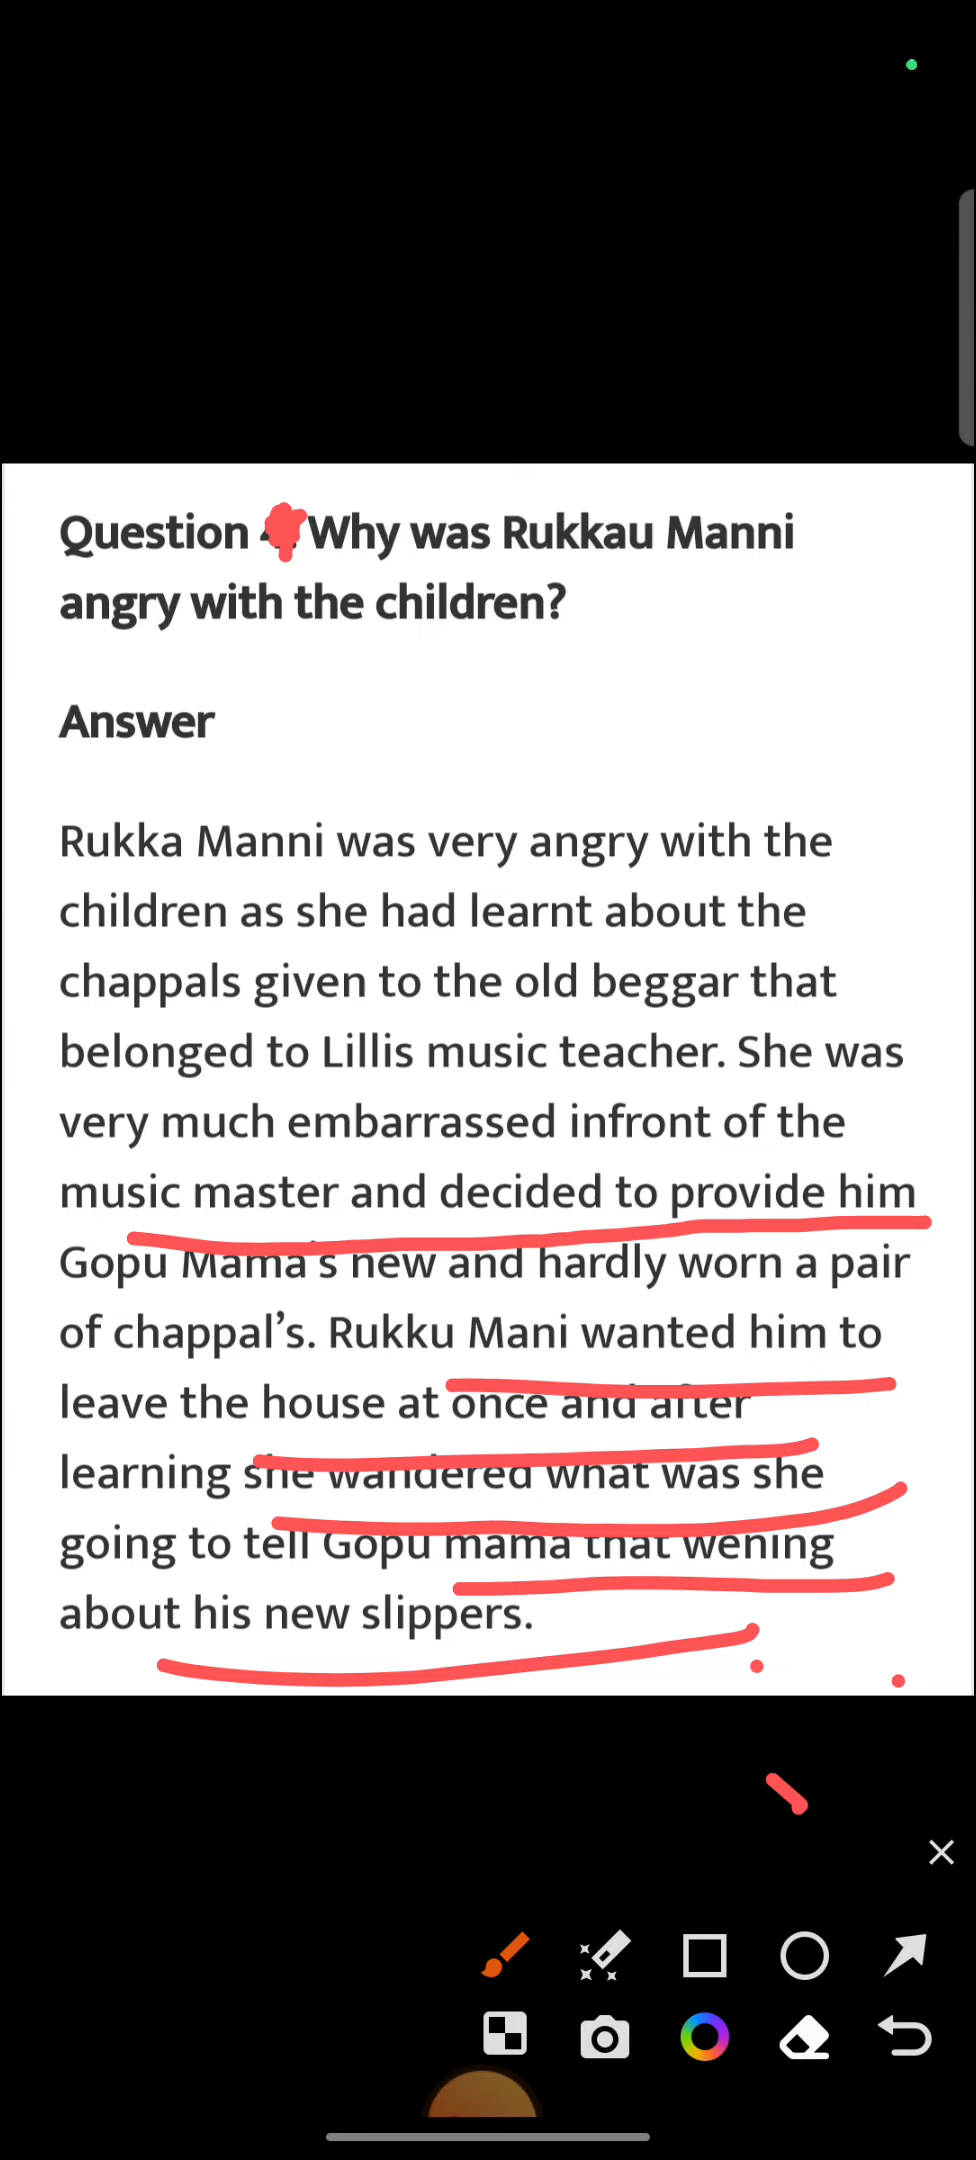 Question Why was Rukkau Manni
angry with the children?
Answer
Rukka Manni was very angry with the
children as she had learnt about the
chappals given to the old beggar that
belonged to Lillis music teacher. She was
very much embarrassed infront of the
music master and decided to provide him
Gopu Mama's new and hardly worn a pair
of chappal’s. Rukku Mani wanted him to
leave the house at once and after
learning she wandered what was she
going to tell Gopu mama that wening
about his new slippers.